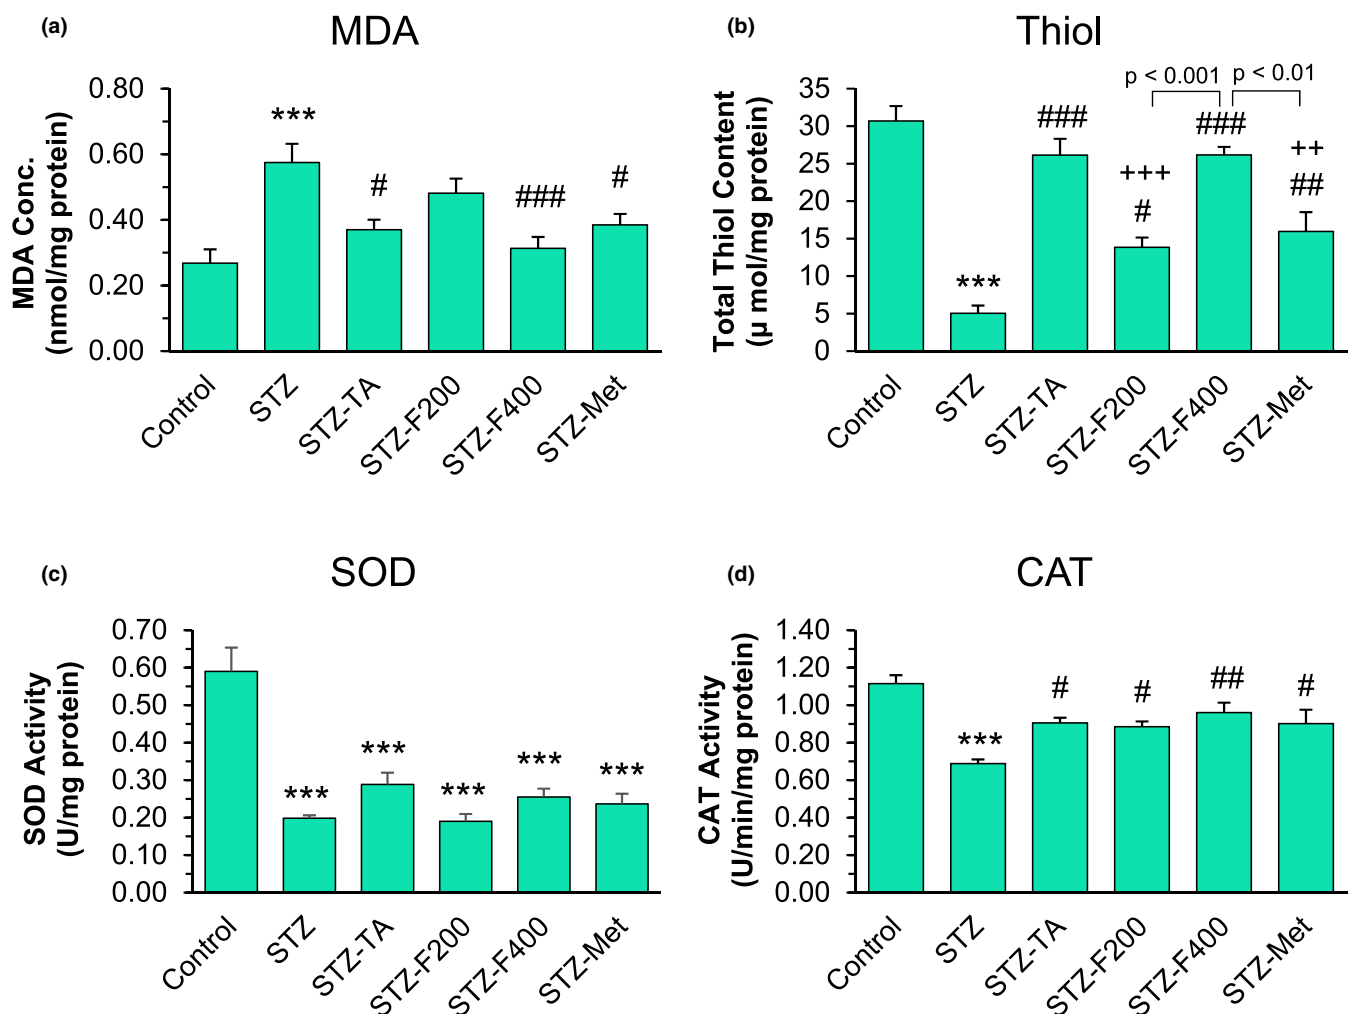 (a)
MDA
MDA Conc.
(nmol/mg protein)
0.80
0.60
0.40
0.20
0.00
***
#
###
#
Control
STZ
STZ-TA
STZ-F200
STZ-F400
STZ-Met
(b)
Thiol
Total Thiol Content
(µ mol/mg protein)
35
30
25
20
15
10
5
0
p < 0.001
p < 0.01
***
###
+++
#
###
++
##
Control
STZ
STZ-TA
STZ-F200
STZ-F400
STZ-Met
(c)
SOD
SOD Activity
(U/mg protein)
0.70
0.60
0.50
0.40
0.30
0.20
0.10
0.00
***
***
***
***
***
Control
STZ
STZ-TA
STZ-F200
STZ-F400
STZ-Met
(d)
CAT
CAT Activity
(U/min/mg protein)
1.40
1.20
1.00
0.80
0.60
0.40
0.20
0.00
***
#
#
##
#
Control
STZ
STZ-TA
STZ-F200
STZ-F400
STZ-Met